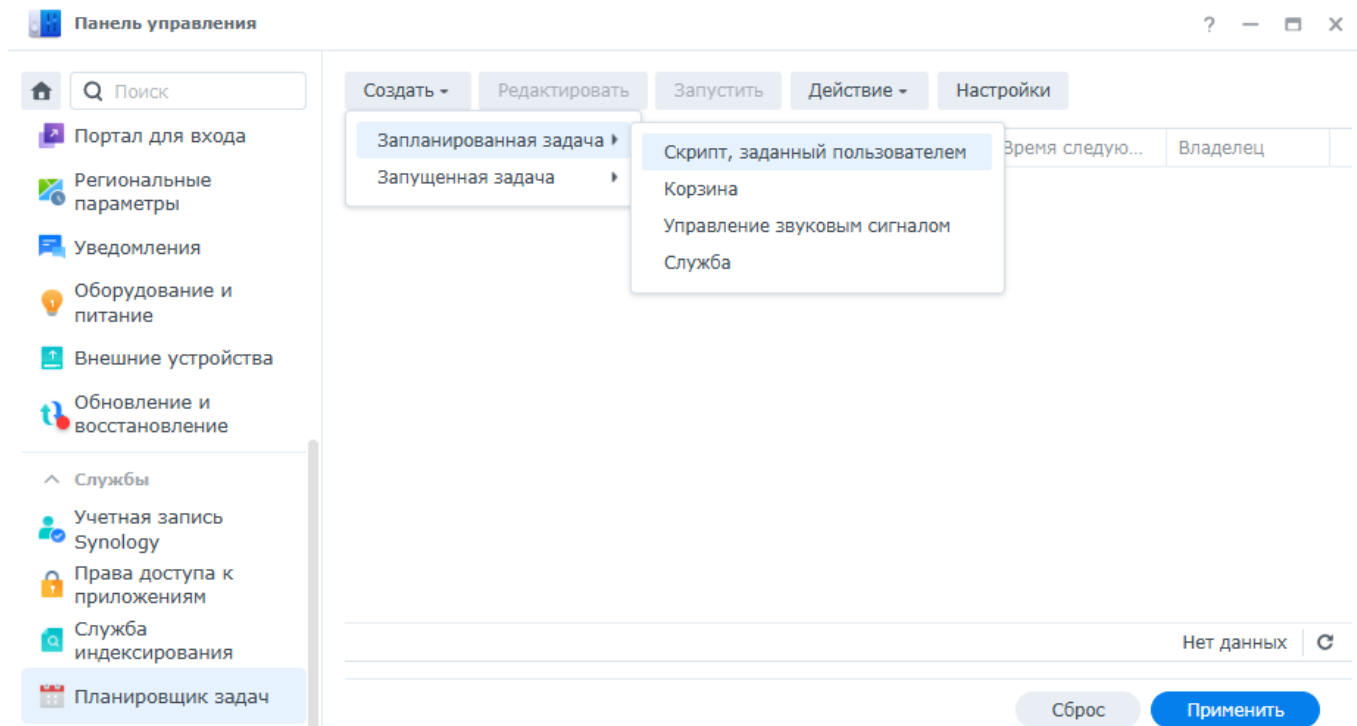 Панель управления
Поиск
Портал для входа
Региональные
параметры
Уведомления
Оборудование и
питание
Внешние устройства
Обновление и
восстановление
Службы
Учетная запись
Synology
Права доступа к
приложениям
Служба
индексирования
Планировщик задач
Создать Редактировать Запустить Действие Настройки
Время следую... Владелец
Запланированная задача
Запущенная задача
Скрипт, заданный пользователем
Корзина
Управление звуковым сигналом
Служба
Нет данных
Сброс Применить